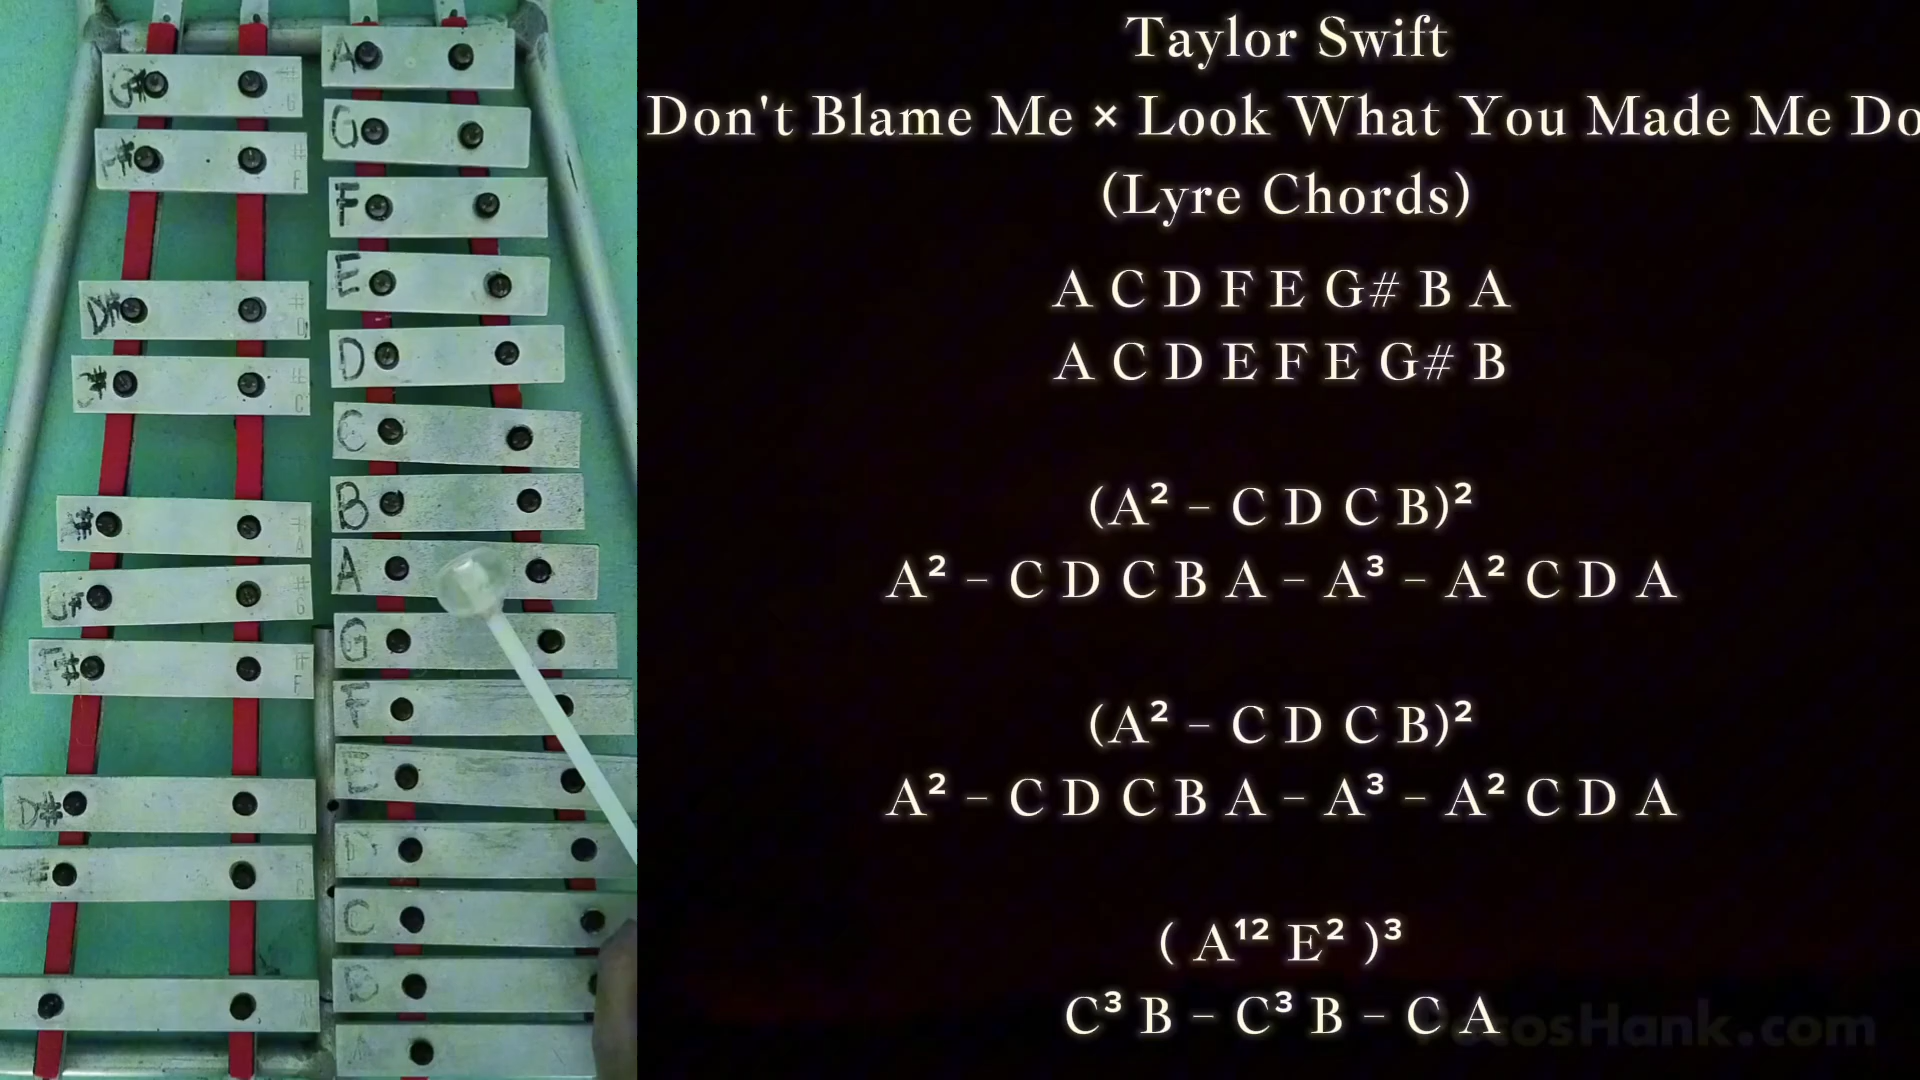 Taylor Swift
Don't Blame Me × Look What You Made Me Do
(Lyre Chords)
A C D F E G# B A
A C D E F E G# B
(A² – C D C B)²
A² – C D C B A – A³ – A² C D A
(A² – C D C B)²
A² – C D C B A – A³ – A² C D A
( A¹² E² )³
C³ B – C³ B – C A
G#
F#
D#
C#
A#
G#
F#
D#
A
G
F
E
D
C
B
A
G
F
E
D
C
B
A